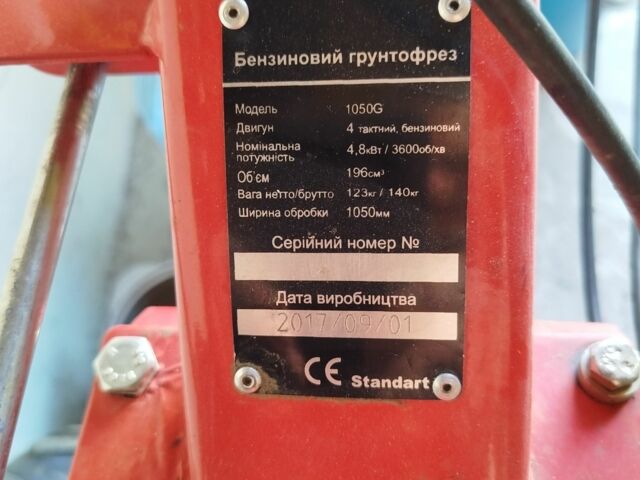 Бензиновий грунтофрез
Модель 1050G
Двигун 4 тактний, бензиновий
Номінальна потужність 4,8кВт / 3600об/хв
Об'єм 196см³
Вага нетто/брутто 123кг / 140кг
Ширина обробки 1050мм
Серійний номер №
Дата виробництва
2017/09/01
CE Standart